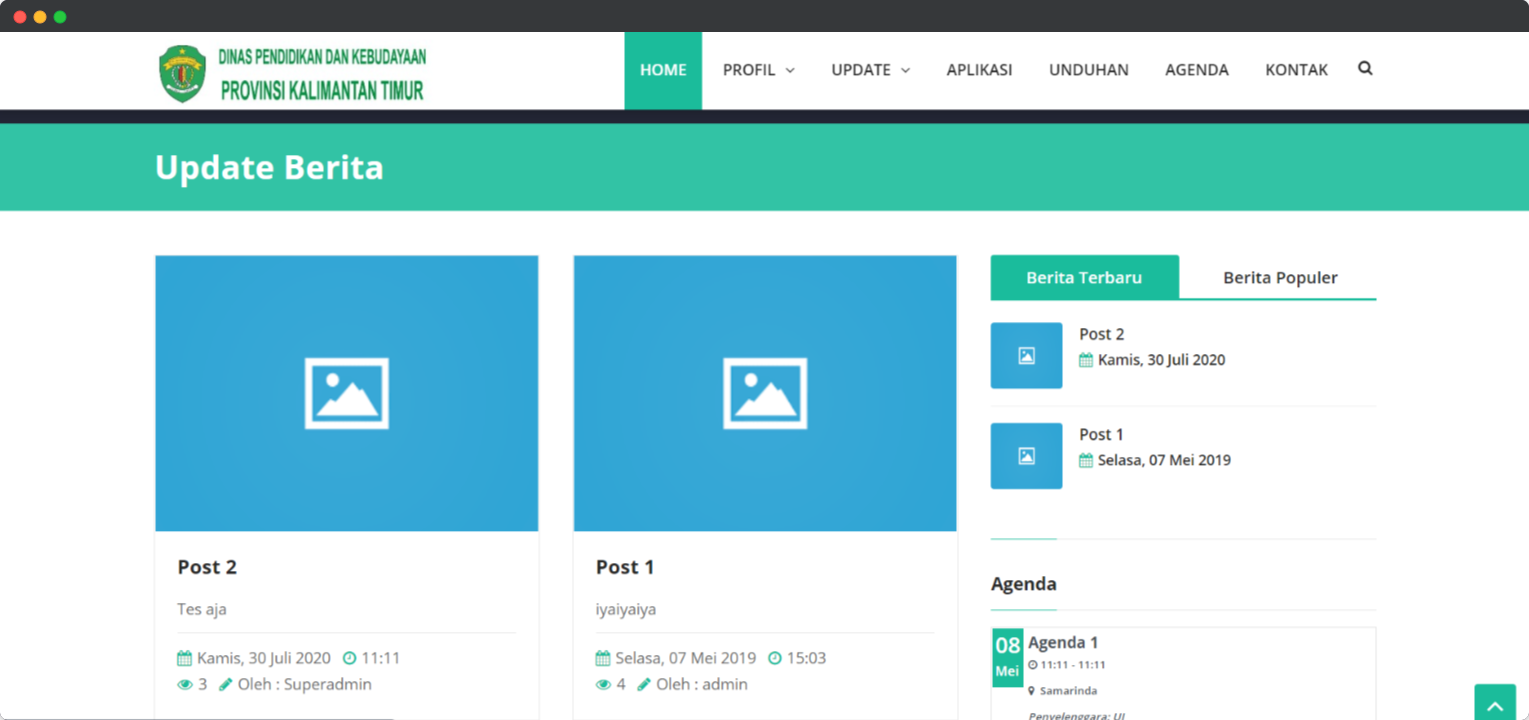 DINAS PENDIDIKAN DAN KEBUDAYAAN
PROVINSI KALIMANTAN TIMUR
HOME PROFIL UPDATE APLIKASI UNDUHAN AGENDA KONTAK
Update Berita
Post 2
Tes aja
Kamis, 30 Juli 2020 11:11
3 Oleh : Superadmin
Post 1
iyaiyaiya
Selasa, 07 Mei 2019 15:03
4 Oleh : admin
Berita Terbaru Berita Populer
Post 2
Kamis, 30 Juli 2020
Post 1
Selasa, 07 Mei 2019
Agenda
08
Mei
Agenda 1
11:11 - 11:11
Samarinda
Penyelenggara: UI